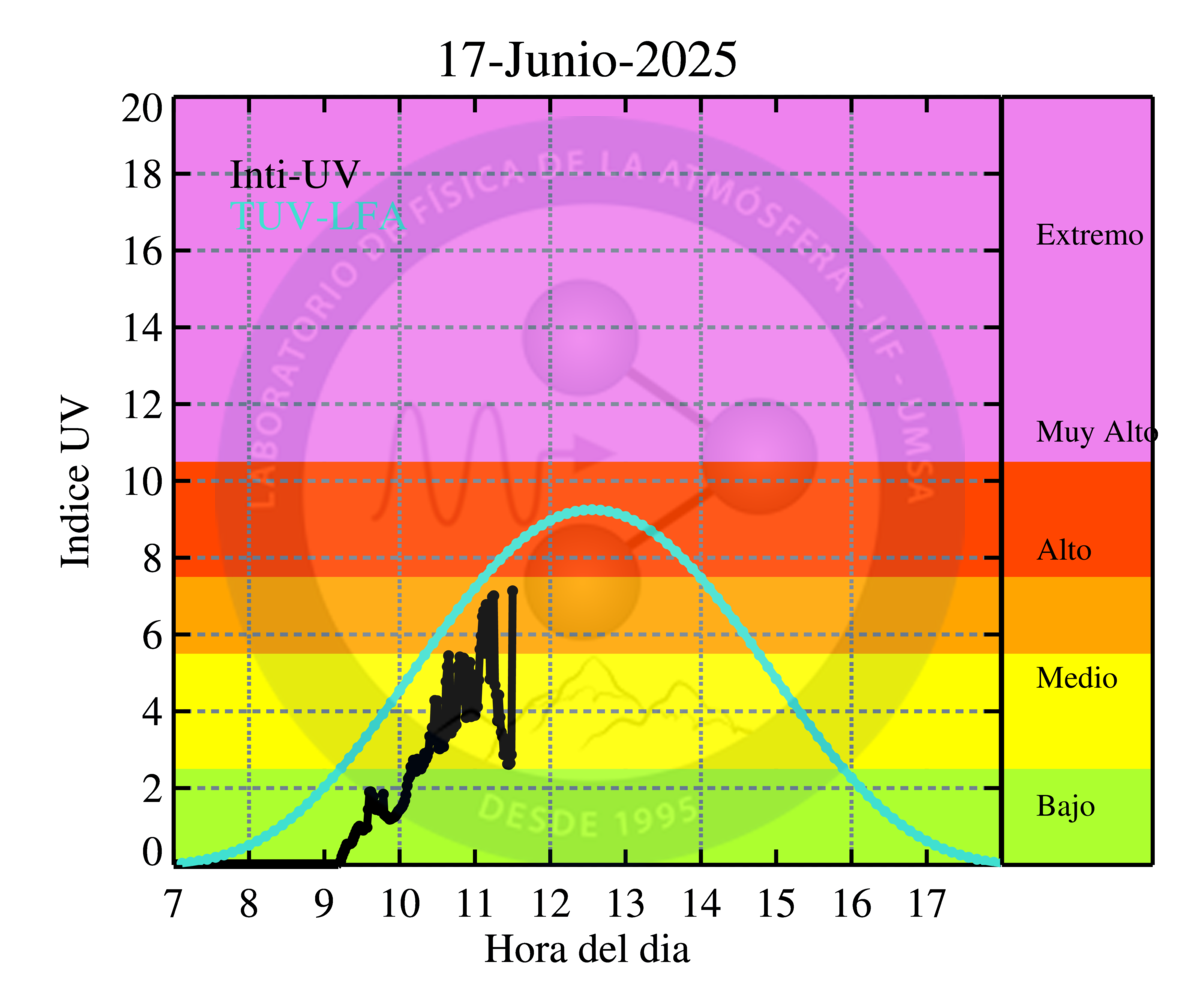 17-Junio-2025
Inti-UV
TUV-LFA
LABORATORIO DE FÍSICA DE LA ATMÓSFERA - IIF - UMSA
DESDE 1995
Indice UV
20
18
16
14
12
10
8
6
4
2
0
Extremo
Muy Alto
Alto
Medio
Bajo
7 8 9 10 11 12 13 14 15 16 17
Hora del dia